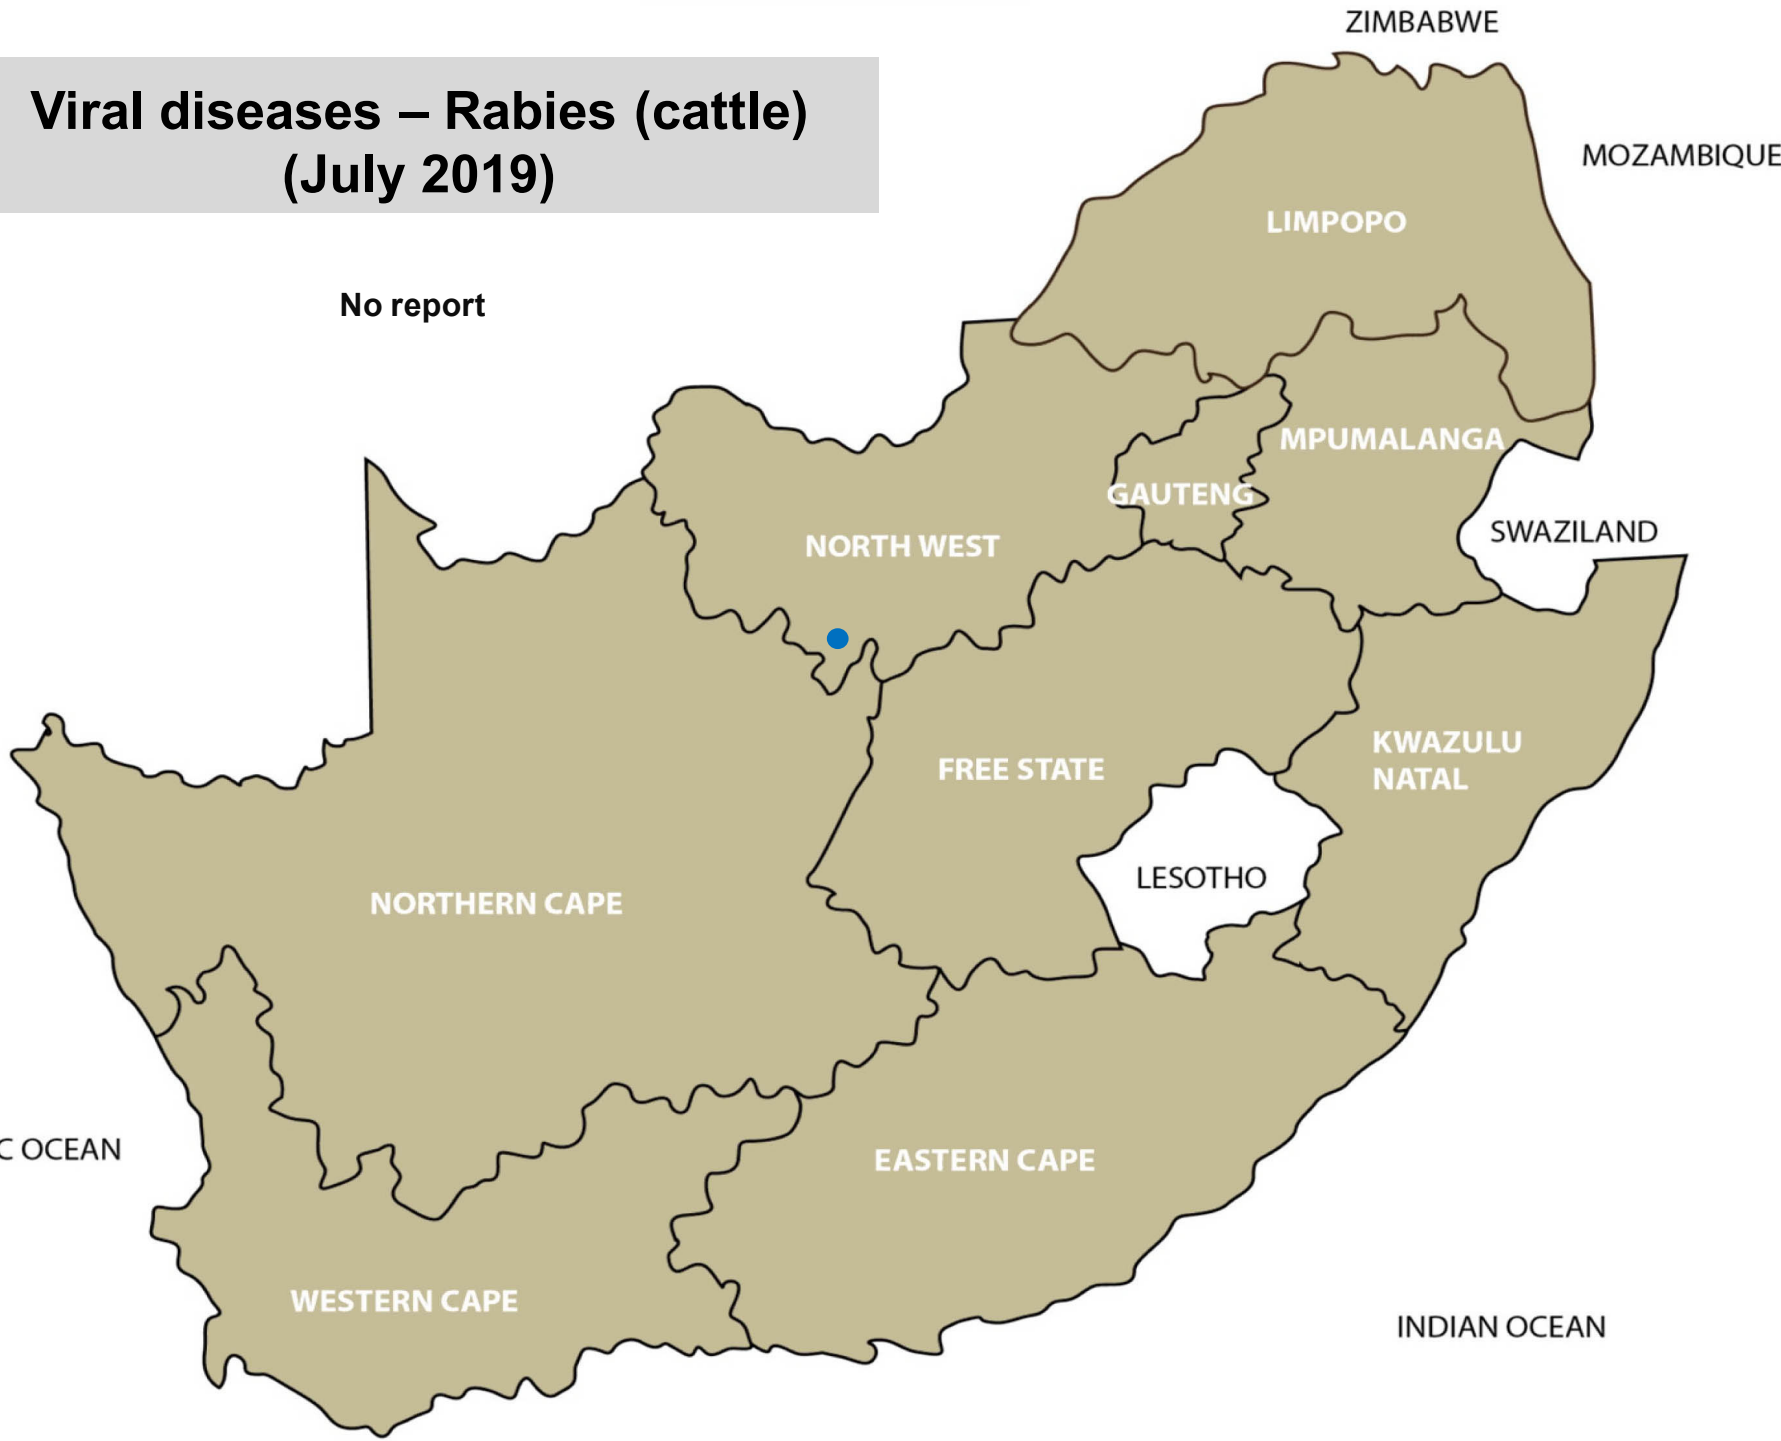 ZIMBABWE
Viral diseases – Rabies (cattle)
(July 2019)
MOZAMBIQUE
LIMPOPO
No report
MPUMALANGA
GAUTENG
SWAZILAND
NORTH WEST
KWAZULU
NATAL
FREE STATE
LESOTHO
NORTHERN CAPE
C OCEAN
EASTERN CAPE
WESTERN CAPE
INDIAN OCEAN